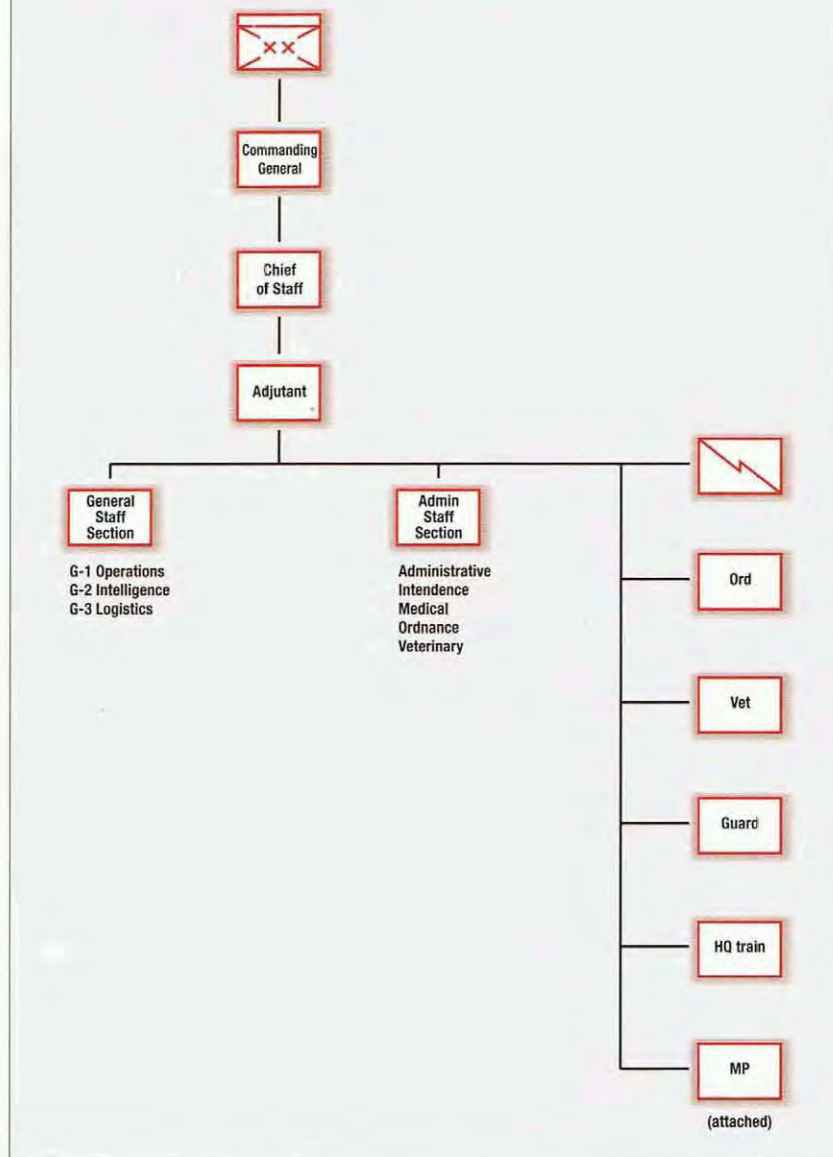 ××
Commanding
General
Chief
of Staff
Adjutant
General
Staff
Section
G-1 Operations
G-2 Intelligence
G-3 Logistics
Admin
Staff
Section
Administrative
Intendence
Medical
Ordnance
Veterinary
Ord
Vet
Guard
HQ train
MP
(attached)